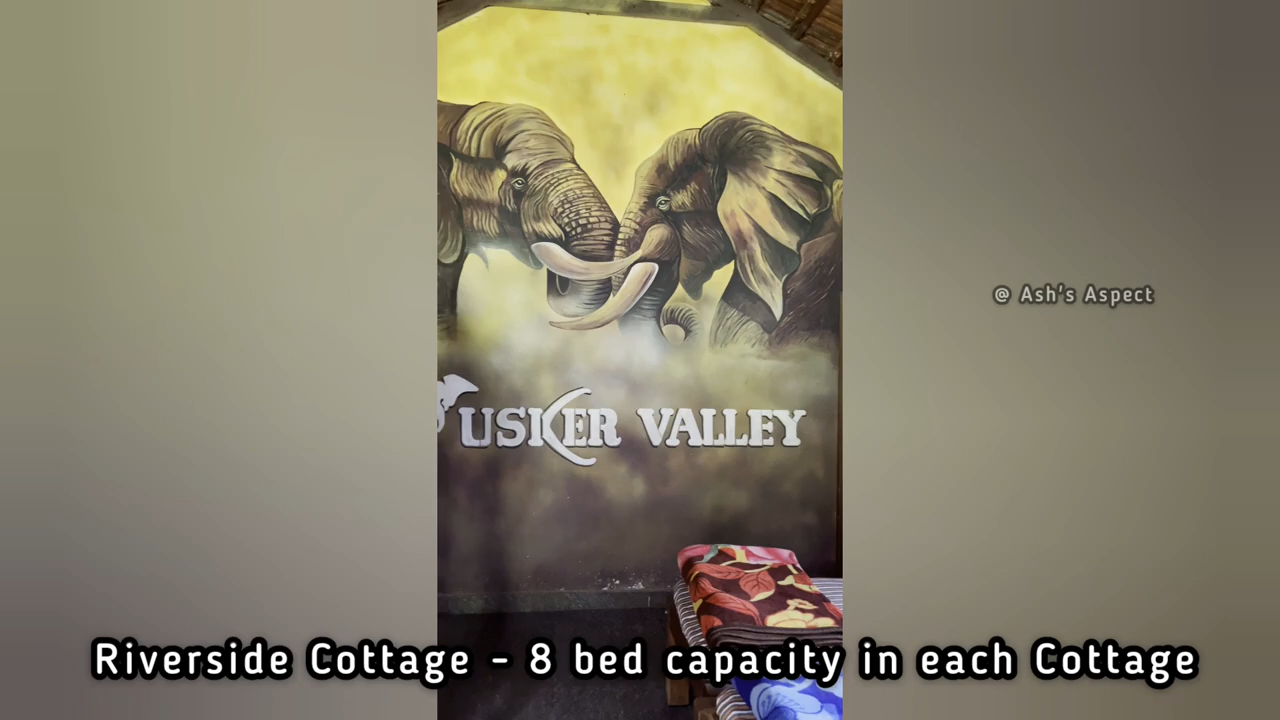 @ Ash's Aspect
USKER VALLEY
Riverside Cottage - 8 bed capacity in each Cottage